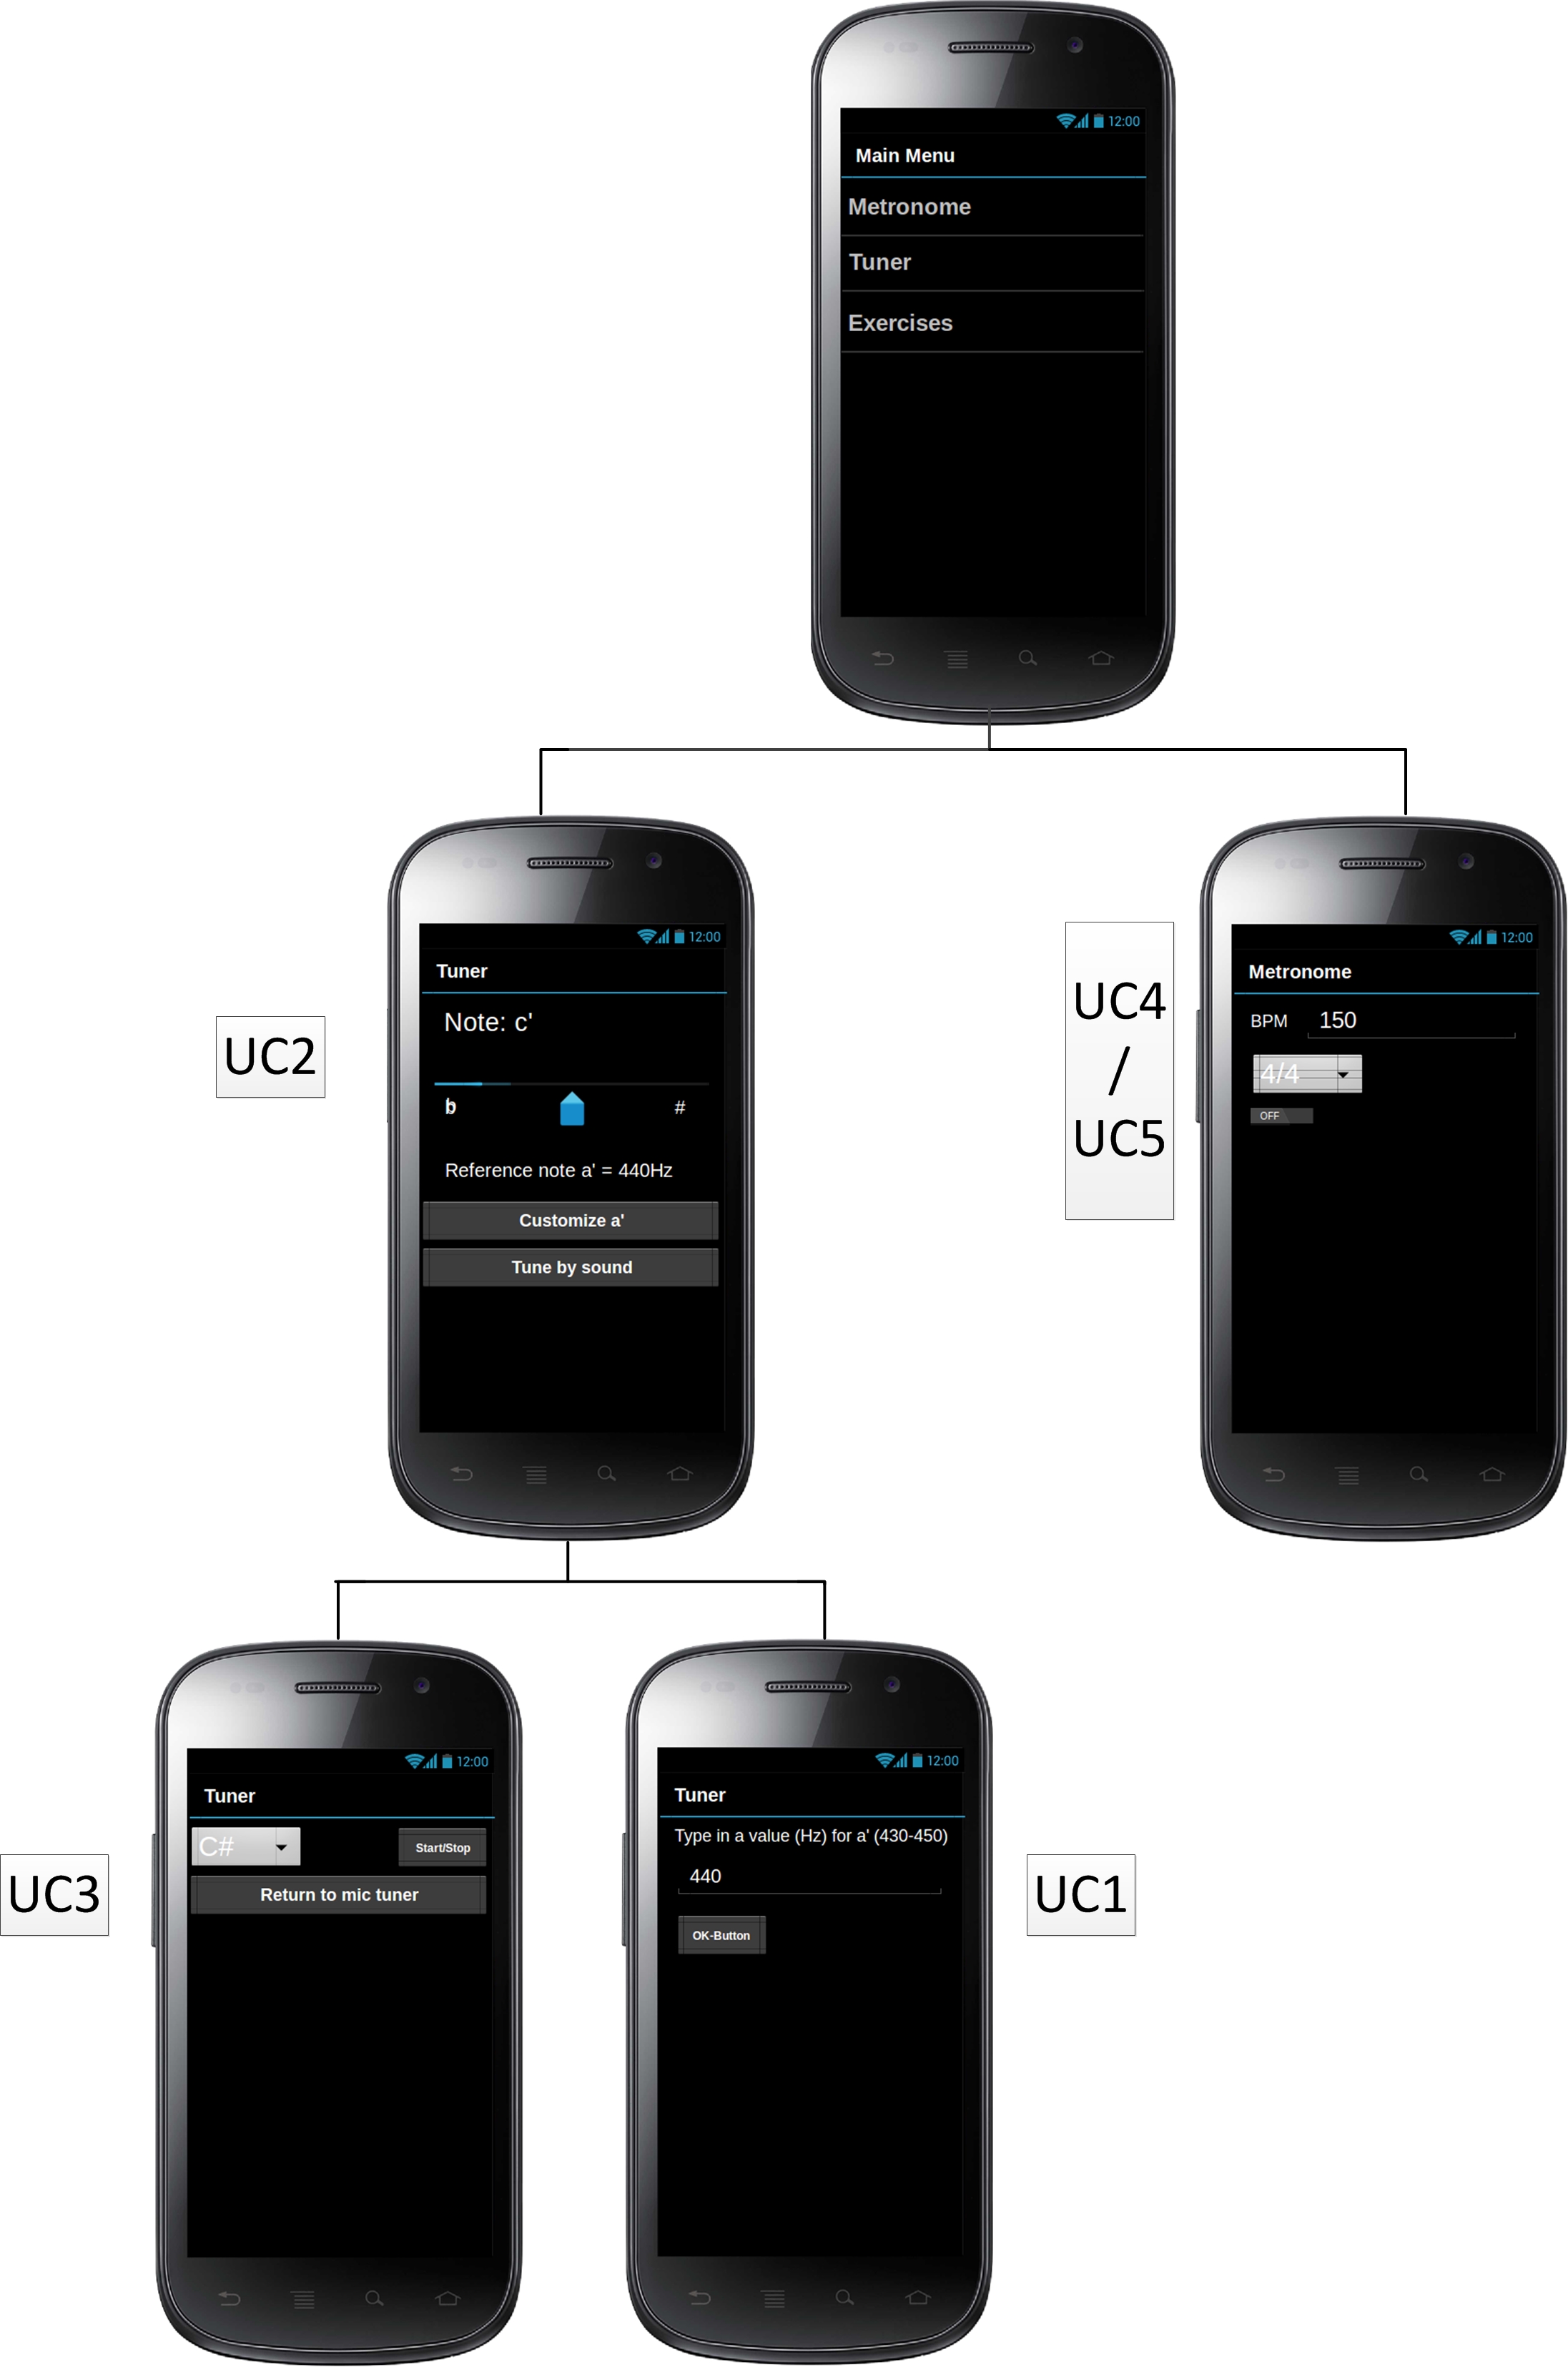 12:00
Main Menu
Metronome
Tuner
Exercises
UC2
12:00
Tuner
Note: c'
b #
Reference note a' = 440Hz
Customize a'
Tune by sound
UC4
/
UC5
12:00
Metronome
BPM 150
4/4
OFF
UC3
12:00
Tuner
C# Start/Stop
Return to mic tuner
12:00
Tuner
Type in a value (Hz) for a' (430-450)
440
OK-Button
UC1